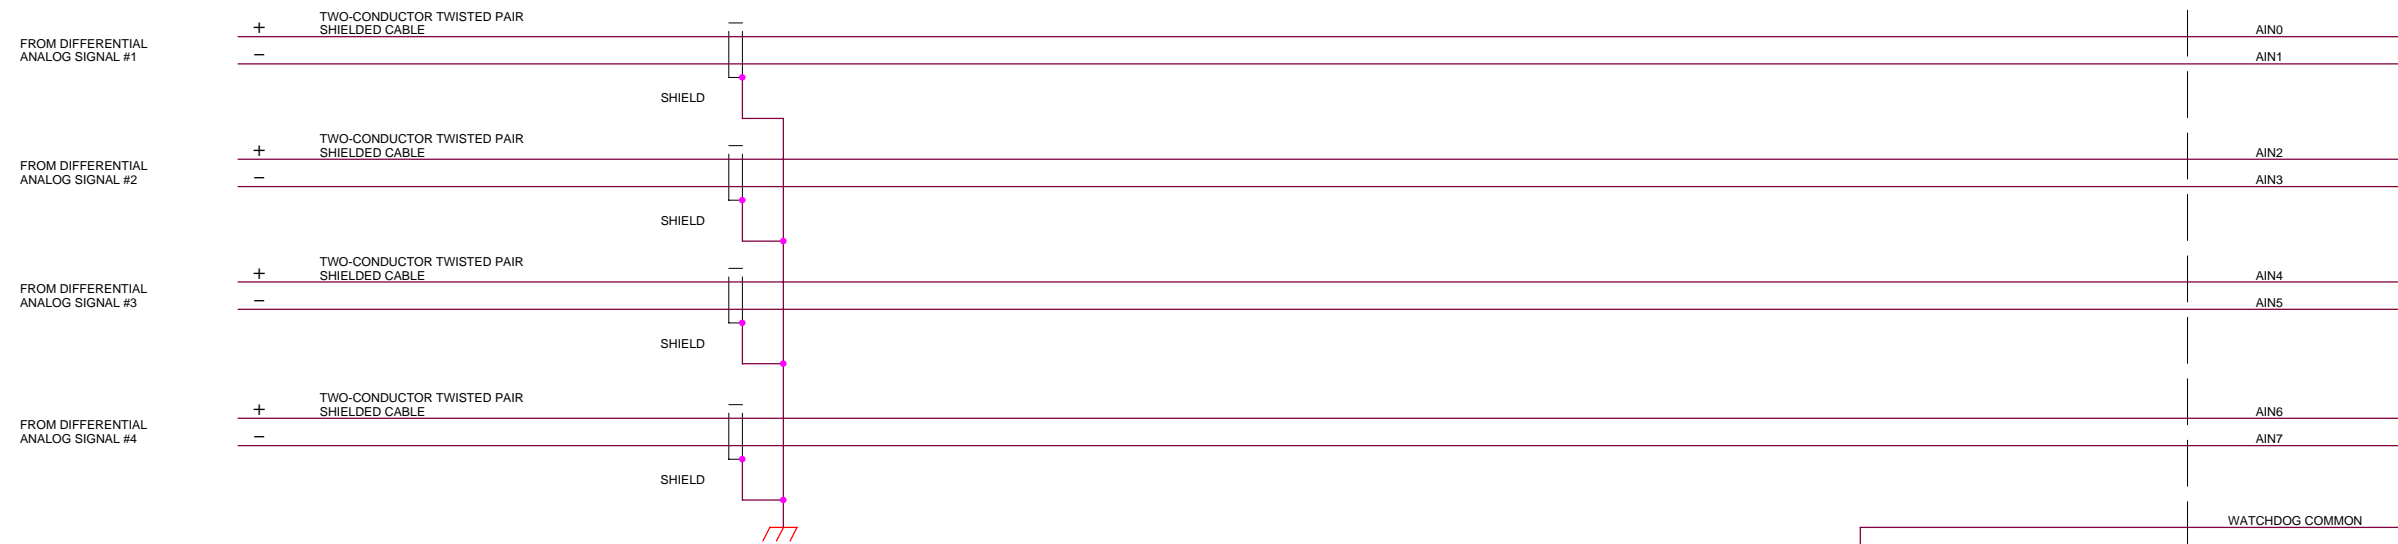 TWO-CONDUCTOR TWISTED PAIR
SHIELDED CABLE
+
−
FROM DIFFERENTIAL
ANALOG SIGNAL #1
AIN0
AIN1
SHIELD
TWO-CONDUCTOR TWISTED PAIR
SHIELDED CABLE
+
−
FROM DIFFERENTIAL
ANALOG SIGNAL #2
AIN2
AIN3
SHIELD
TWO-CONDUCTOR TWISTED PAIR
SHIELDED CABLE
+
−
FROM DIFFERENTIAL
ANALOG SIGNAL #3
AIN4
AIN5
SHIELD
TWO-CONDUCTOR TWISTED PAIR
SHIELDED CABLE
+
−
FROM DIFFERENTIAL
ANALOG SIGNAL #4
AIN6
AIN7
SHIELD
WATCHDOG COMMON